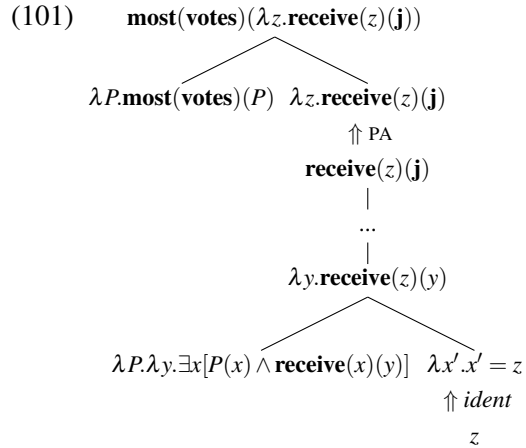 (101) most(votes)(λz.receive(z)(j))
λP.most(votes)(P) λz.receive(z)(j)
⇑ PA
receive(z)(j)
...
λy.receive(z)(y)
λP.λy.∃x[P(x) ∧ receive(x)(y)] λx′.x′ = z
⇑ ident
z